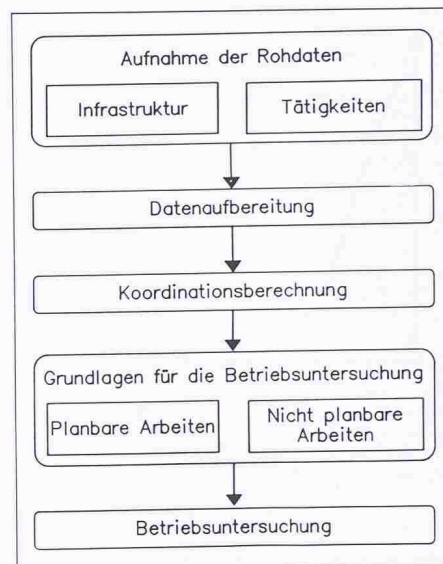 Aufnahme der Rohdaten
Infrastruktur
Tätigkeiten
Datenaufbereitung
Koordinationsberechnung
Grundlagen für die Betriebsuntersuchung
Planbare Arbeiten
Nicht planbare
Arbeiten
Betriebsuntersuchung